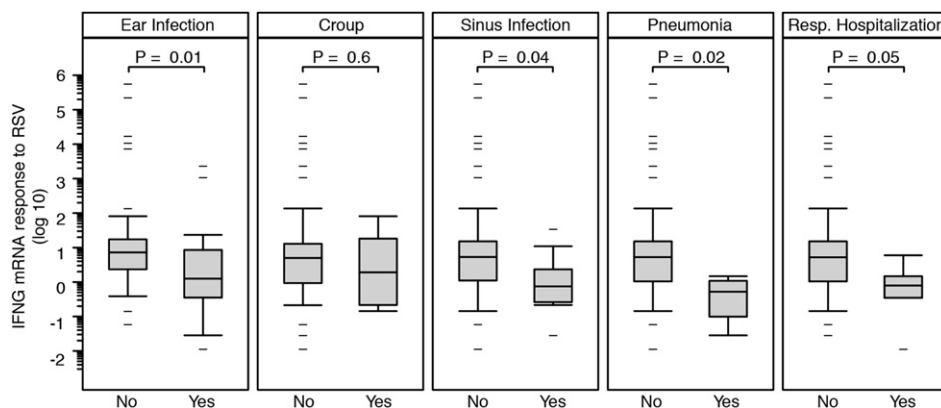 Ear Infection Croup Sinus Infection Pneumonia Resp. Hospitalization
P = 0.01 P = 0.6 P = 0.04 P = 0.02 P = 0.05
IFNG mRNA response to RSV
(log 10)
6
5
4
3
2
1
0
-1
-2
No Yes No Yes No Yes No Yes No Yes